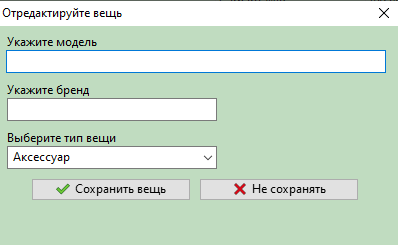 Отредактируйте вещь
Укажите модель
Укажите бренд
Выберите тип вещи
Аксессуар
Сохранить вещь
Не сохранять